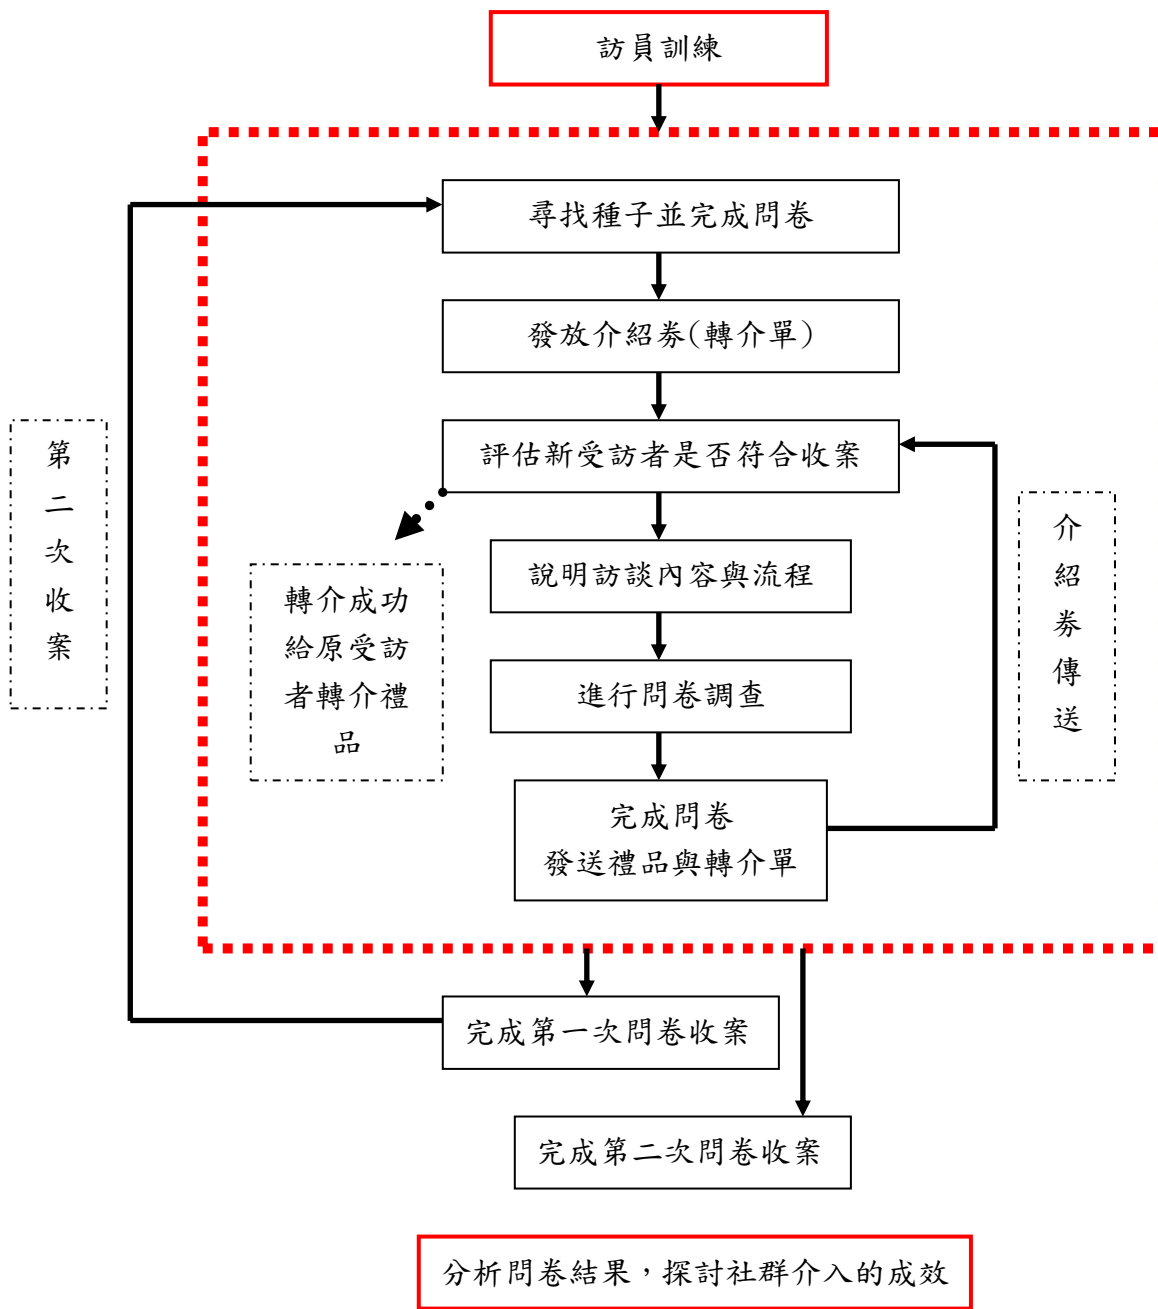 訪員訓練
尋找種子並完成問卷
發放介紹券(轉介單)
評估新受訪者是否符合收案
說明訪談內容與流程
進行問卷調查
完成問卷
發送禮品與轉介單
轉介成功
給原受訪
者轉介禮
品
第
二
次
收
案
介
紹
券
傳
送
完成第一次問卷收案
完成第二次問卷收案
分析問卷結果，探討社群介入的成效